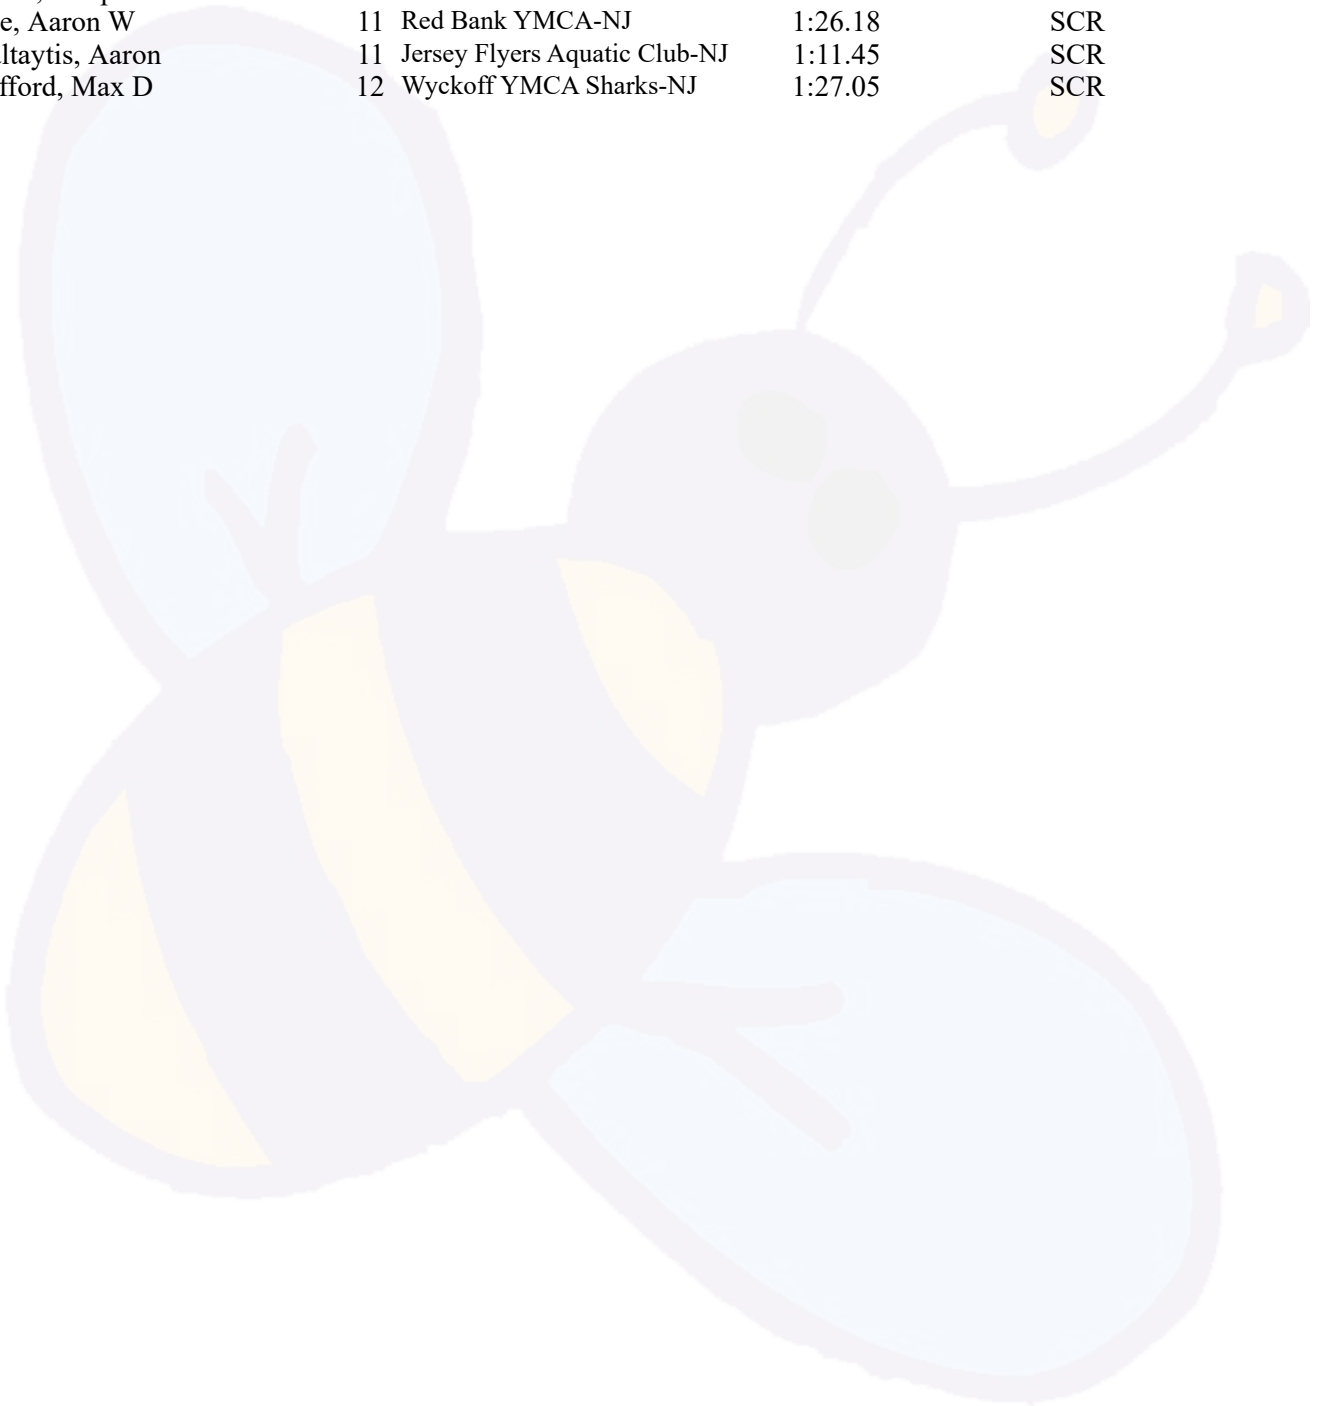 e, Aaron W 11 Red Bank YMCA-NJ 1:26.18 SCR
ltaytis, Aaron 11 Jersey Flyers Aquatic Club-NJ 1:11.45 SCR
fford, Max D 12 Wyckoff YMCA Sharks-NJ 1:27.05 SCR